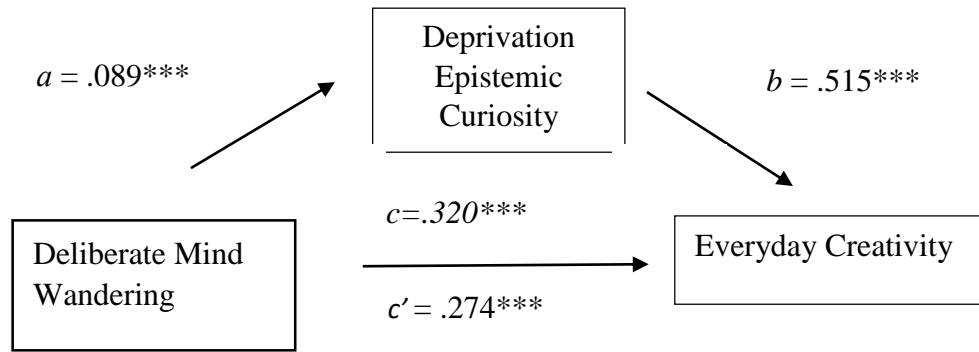 Deprivation
Epistemic
Curiosity
a = .089***
b = .515***
c=.320***
Deliberate Mind
Wandering
Everyday Creativity
c’ = .274***